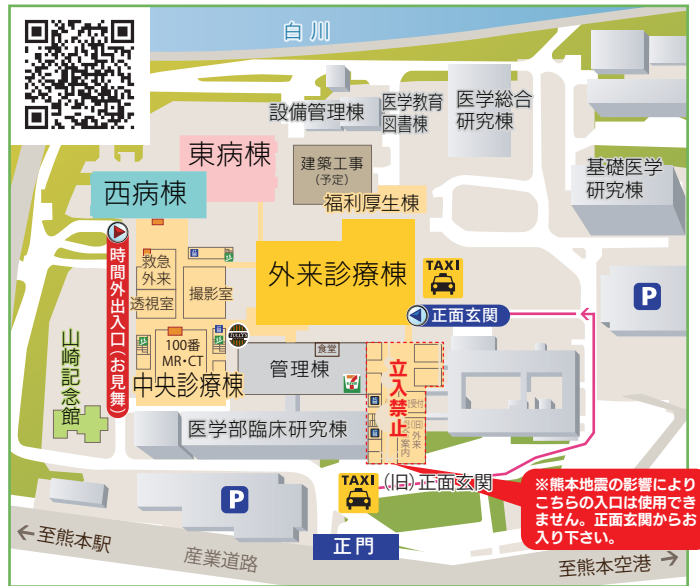 白川
設備管理棟
医学教育
図書棟
医学総合
研究棟
東病棟
建築工事
(予定)
基礎医学
研究棟
西病棟
福利厚生棟
救急
外来
外来診療棟
TAXI
時間外出入口(お見舞)
透視室
撮影室
P
正面玄関
山崎記念館
100番
MR・CT
TULLY'S
食堂
管理棟
中央診療棟
立入禁止
医学部臨床研究棟
TAXI
(旧)正面玄関
P
※熊本地震の影響により
こちらの入口は使用でき
ません。正面玄関からお
入り下さい。
正門
←至熊本駅
産業道路
至熊本空港→